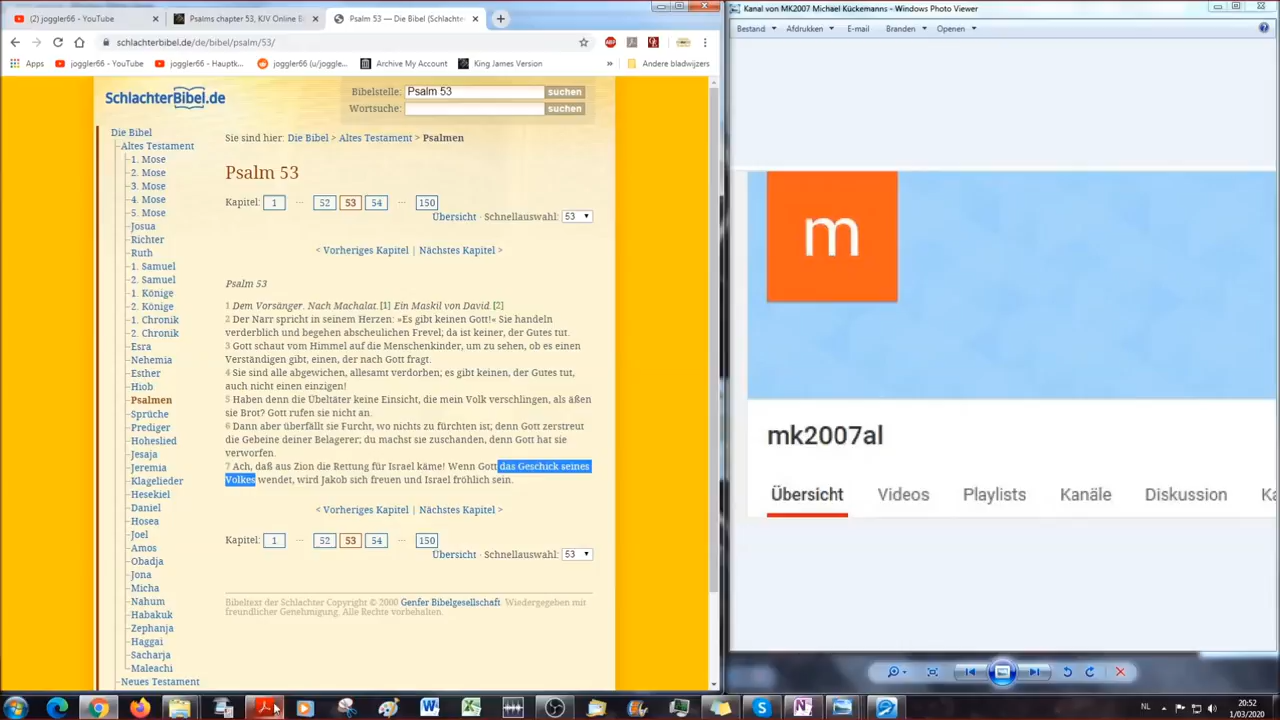 (2) joggler66 - YouTube
Psalms chapter 53, KJV Online B
Psalm 53 — Die Bibel (Schlachte
schlachterbibel.de/de/bibel/psalm/53/
Apps
joggler66 - YouTube
joggler66 - Hauptk...
joggler66 (u/joggle...
Archive My Account
King James Version
»
Andere bladwijzers
SchlachterBibel.de
Bibelstelle: Psalm 53 suchen
Wortsuche: suchen
Die Bibel
Altes Testament
1. Mose
2. Mose
3. Mose
4. Mose
5. Mose
Josua
Richter
Ruth
1. Samuel
2. Samuel
1. Könige
2. Könige
1. Chronik
2. Chronik
Esra
Nehemia
Esther
Hiob
Psalmen
Sprüche
Prediger
Hoheslied
Jesaja
Jeremia
Klagelieder
Hesekiel
Daniel
Hosea
Joel
Amos
Obadja
Jona
Micha
Nahum
Habakuk
Zephanja
Haggai
Sacharja
Maleachi
Neues Testament
Sie sind hier: Die Bibel > Altes Testament > Psalmen
Psalm 53
Kapitel: 1 ... 52 53 54 ... 150
Übersicht · Schnellauswahl: 53
< Vorheriges Kapitel | Nächstes Kapitel >
Psalm 53
1 Dem Vorsänger. Nach Machalat.[1] Ein Maskil von David.[2]
2 Der Narr spricht in seinem Herzen: »Es gibt keinen Gott!« Sie handeln
verderblich und begehen abscheulichen Frevel; da ist keiner, der Gutes tut.
3 Gott schaut vom Himmel auf die Menschenkinder, um zu sehen, ob es einen
Verständigen gibt, einen, der nach Gott fragt.
4 Sie sind alle abgewichen, allesamt verdorben; es gibt keinen, der Gutes tut,
auch nicht einen einzigen!
5 Haben denn die Übeltäter keine Einsicht, die mein Volk verschlingen, als äßen
sie Brot? Gott rufen sie nicht an.
6 Dann aber überfällt sie Furcht, wo nichts zu fürchten ist; denn Gott zerstreut
die Gebeine deiner Belagerer; du machst sie zuschanden, denn Gott hat sie
verworfen.
7 Ach, daß aus Zion die Rettung für Israel käme! Wenn Gott das Geschick seines
Volkes wendet, wird Jakob sich freuen und Israel fröhlich sein.
< Vorheriges Kapitel | Nächstes Kapitel >
Kapitel: 1 ... 52 53 54 ... 150
Übersicht · Schnellauswahl: 53
Bibeltext der Schlachter Copyright © 2000 Genfer Bibelgesellschaft. Wiedergegeben mit
freundlicher Genehmigung. Alle Rechte vorbehalten.
Kanal von MK2007 Michael Kückemanns - Windows Photo Viewer
Bestand
Afdrukken
E-mail
Branden
Openen
m
mk2007al
Übersicht
Videos
Playlists
Kanäle
Diskussion
Ka
NL
20:52
1/03/2020